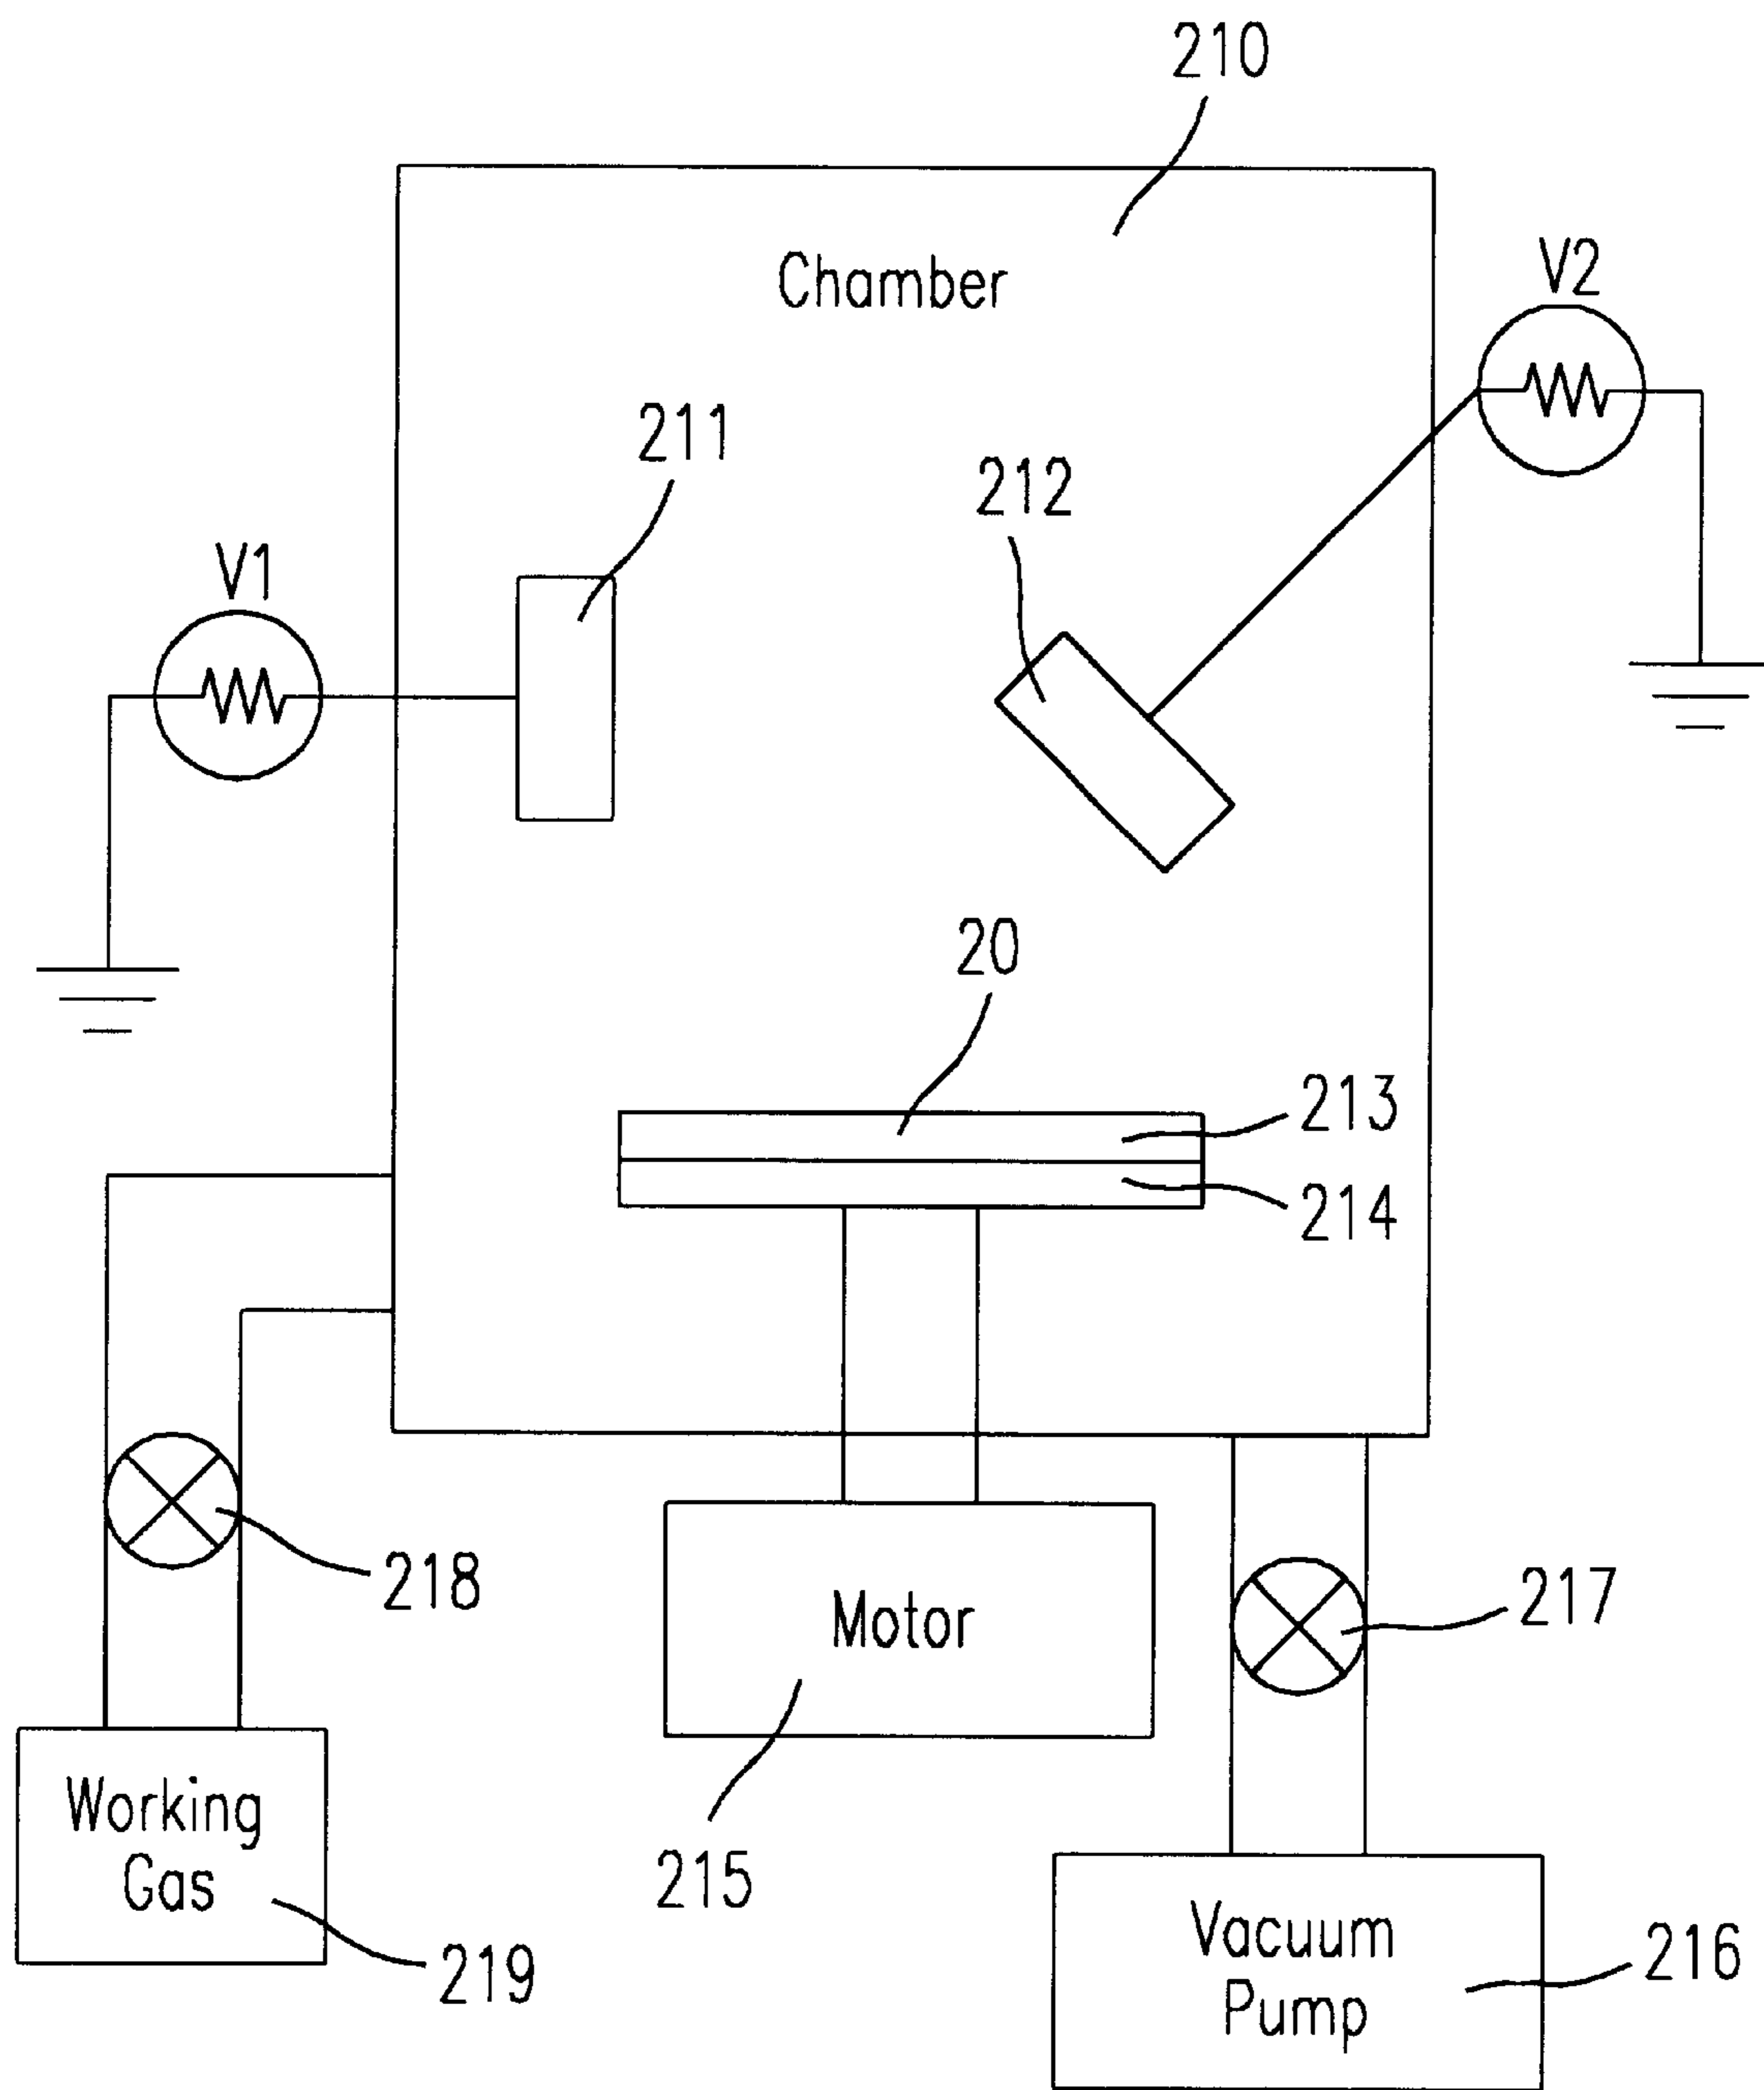 210
Chamber
V2
211
212
V1
20
213
214
218
217
Motor
Working
Gas
215
Vacuum
Pump
216
219